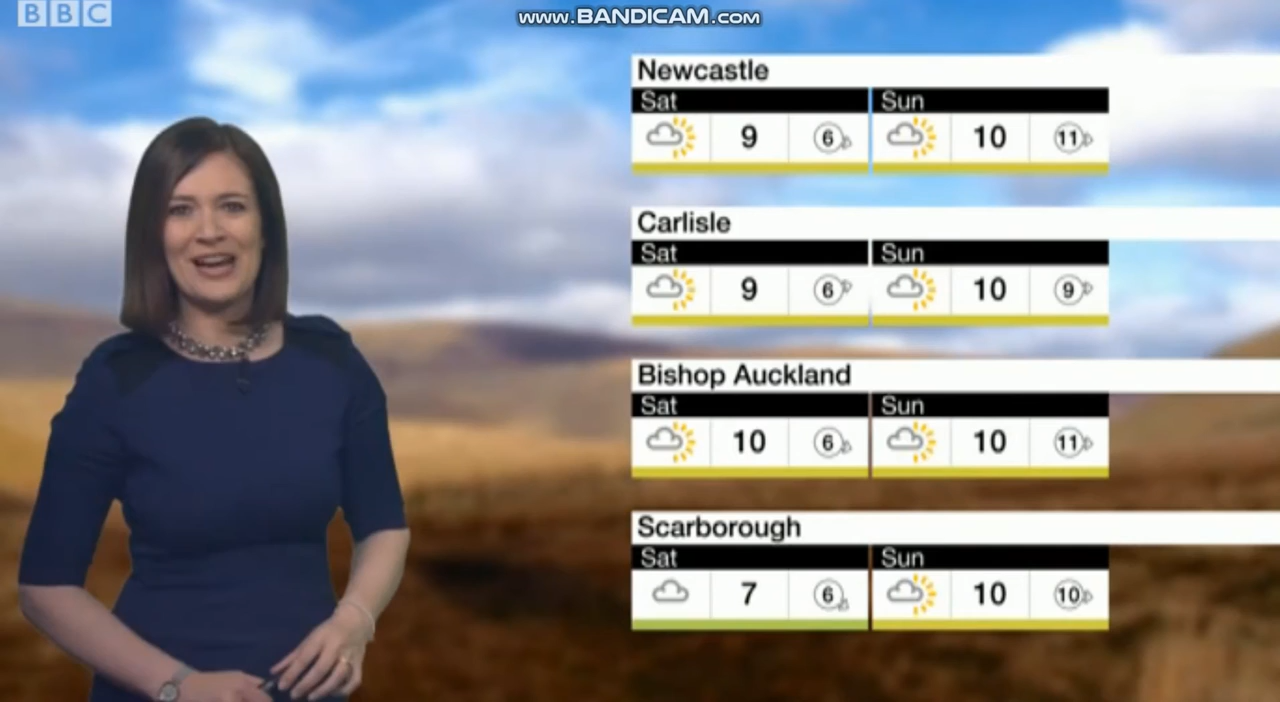 BBC
www.BANDICAM.com
Newcastle
Sat Sun
9 6 10 11
Carlisle
Sat Sun
9 6 10 9
Bishop Auckland
Sat Sun
10 6 10 11
Scarborough
Sat Sun
7 6 10 10